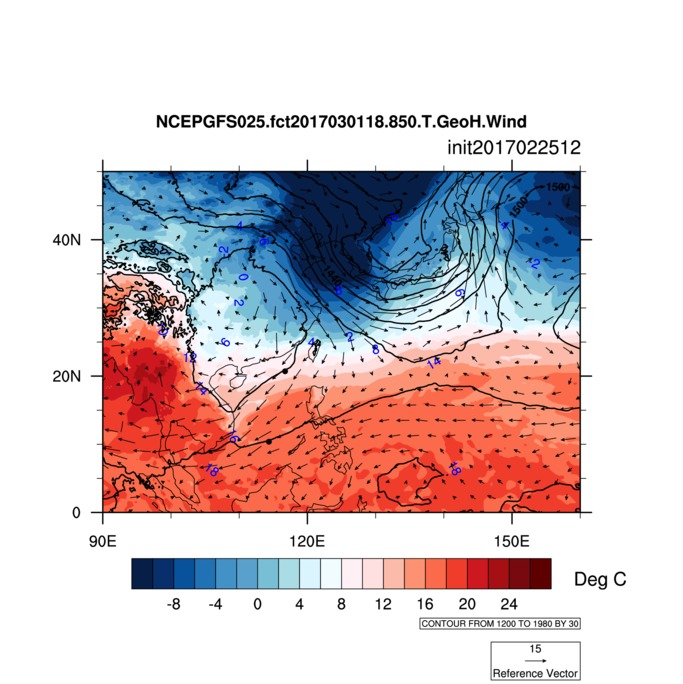 NCEPGFS025.fct2017030118.850.T.GeoH.Wind
init2017022512
1500
1500
40N
20N
0
90E 120E 150E
-8 -4 0 4 8 12 16 20 24
Deg C
CONTOUR FROM 1200 TO 1980 BY 30
15
Reference Vector